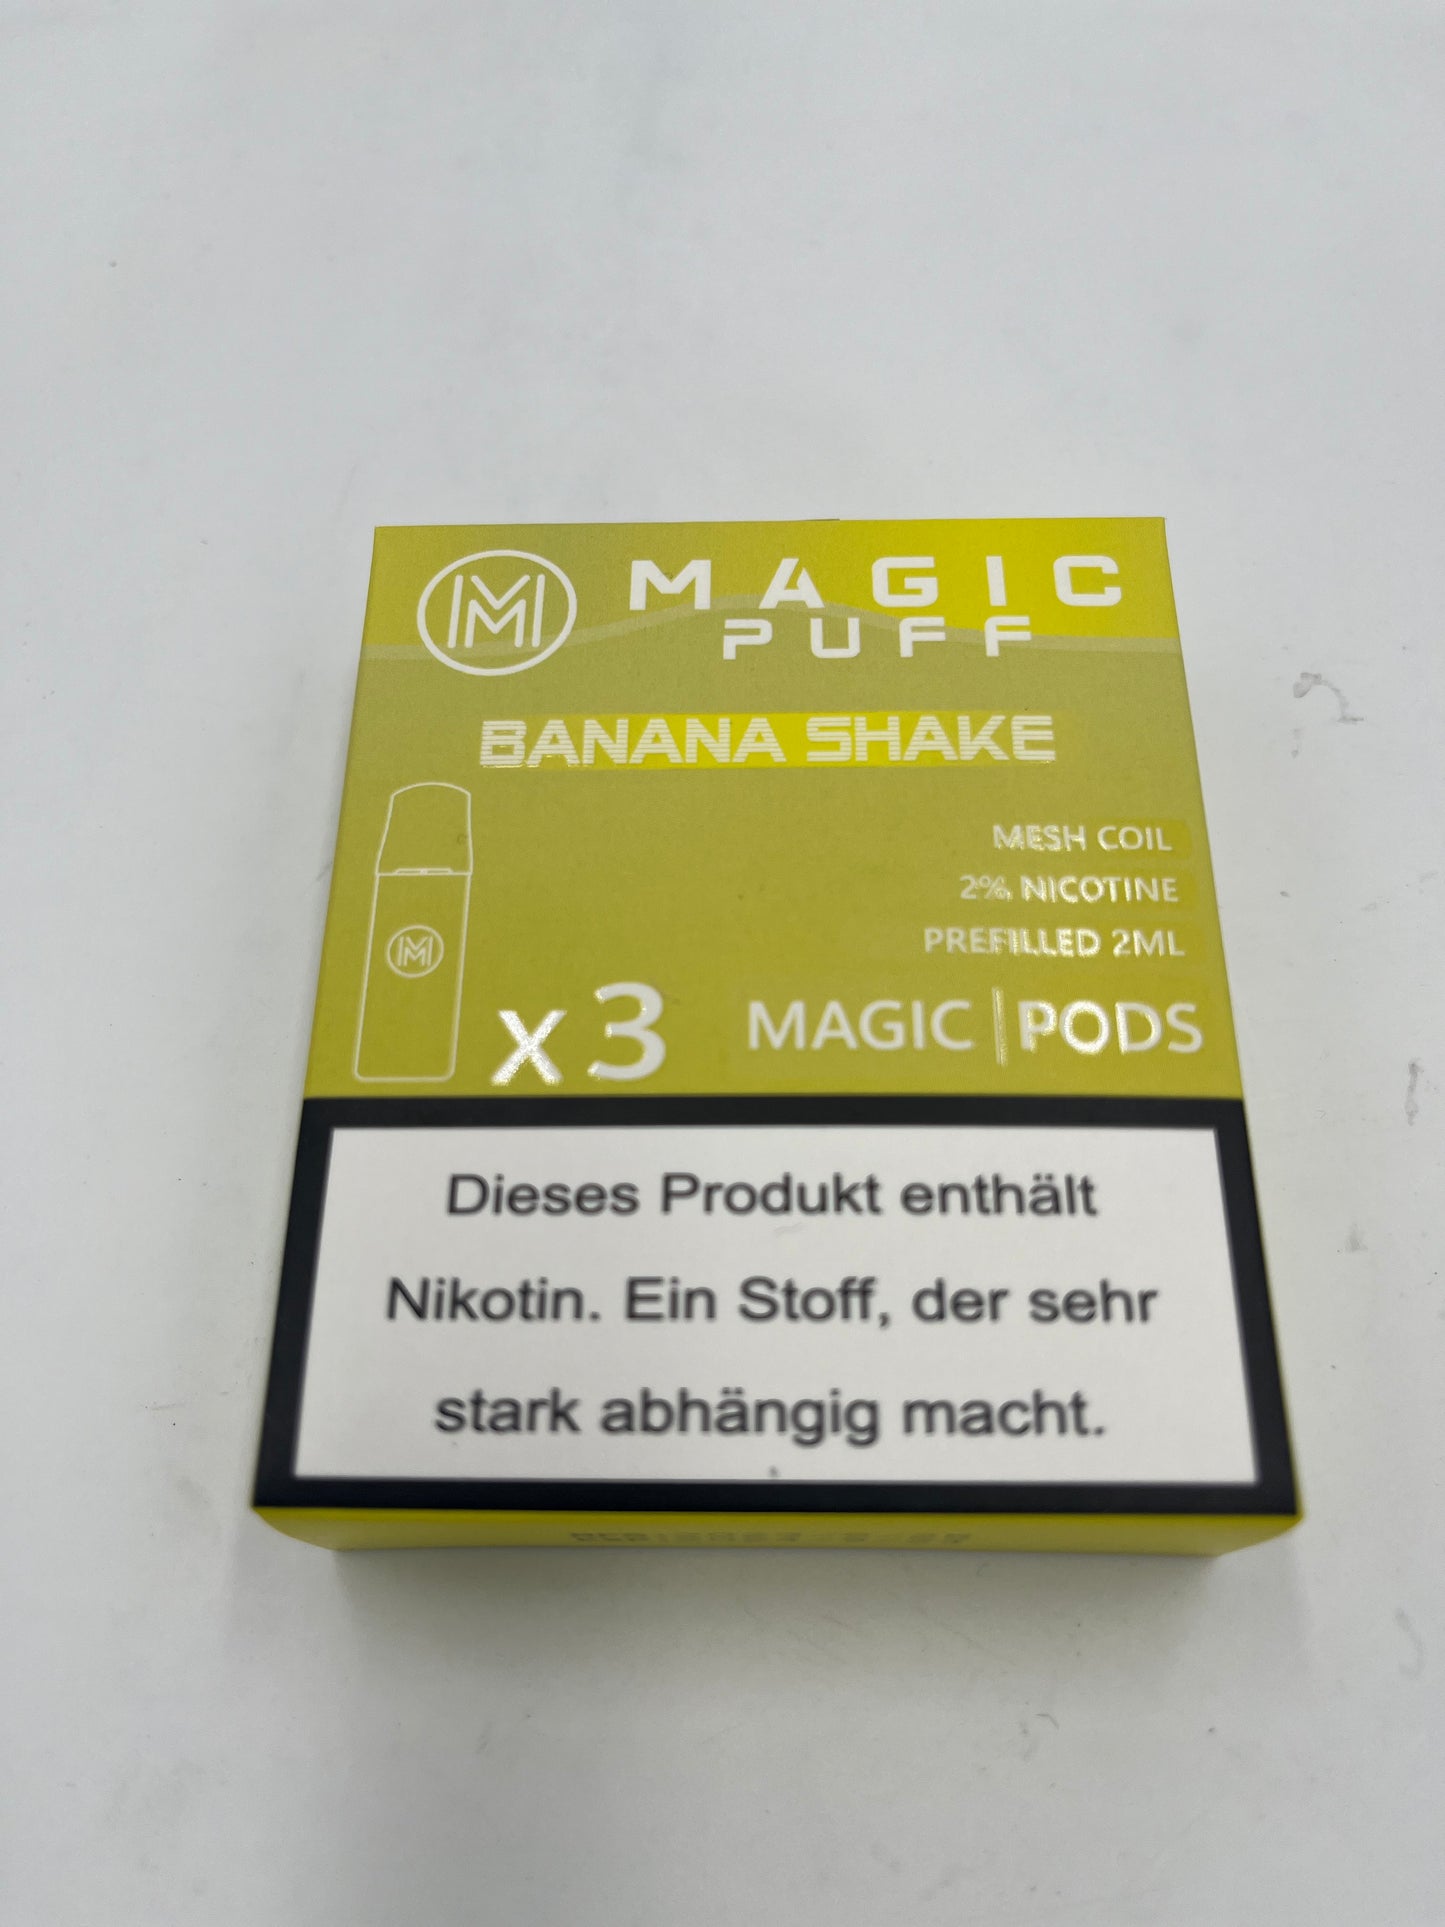 MAGIC
PUFF
BANANA SHAKE
MESH COIL
2% NICOTINE
PREFILLED 2ML
x 3 MAGIC | PODS
Dieses Produkt enthält
Nikotin. Ein Stoff, der sehr
stark abhängig macht.